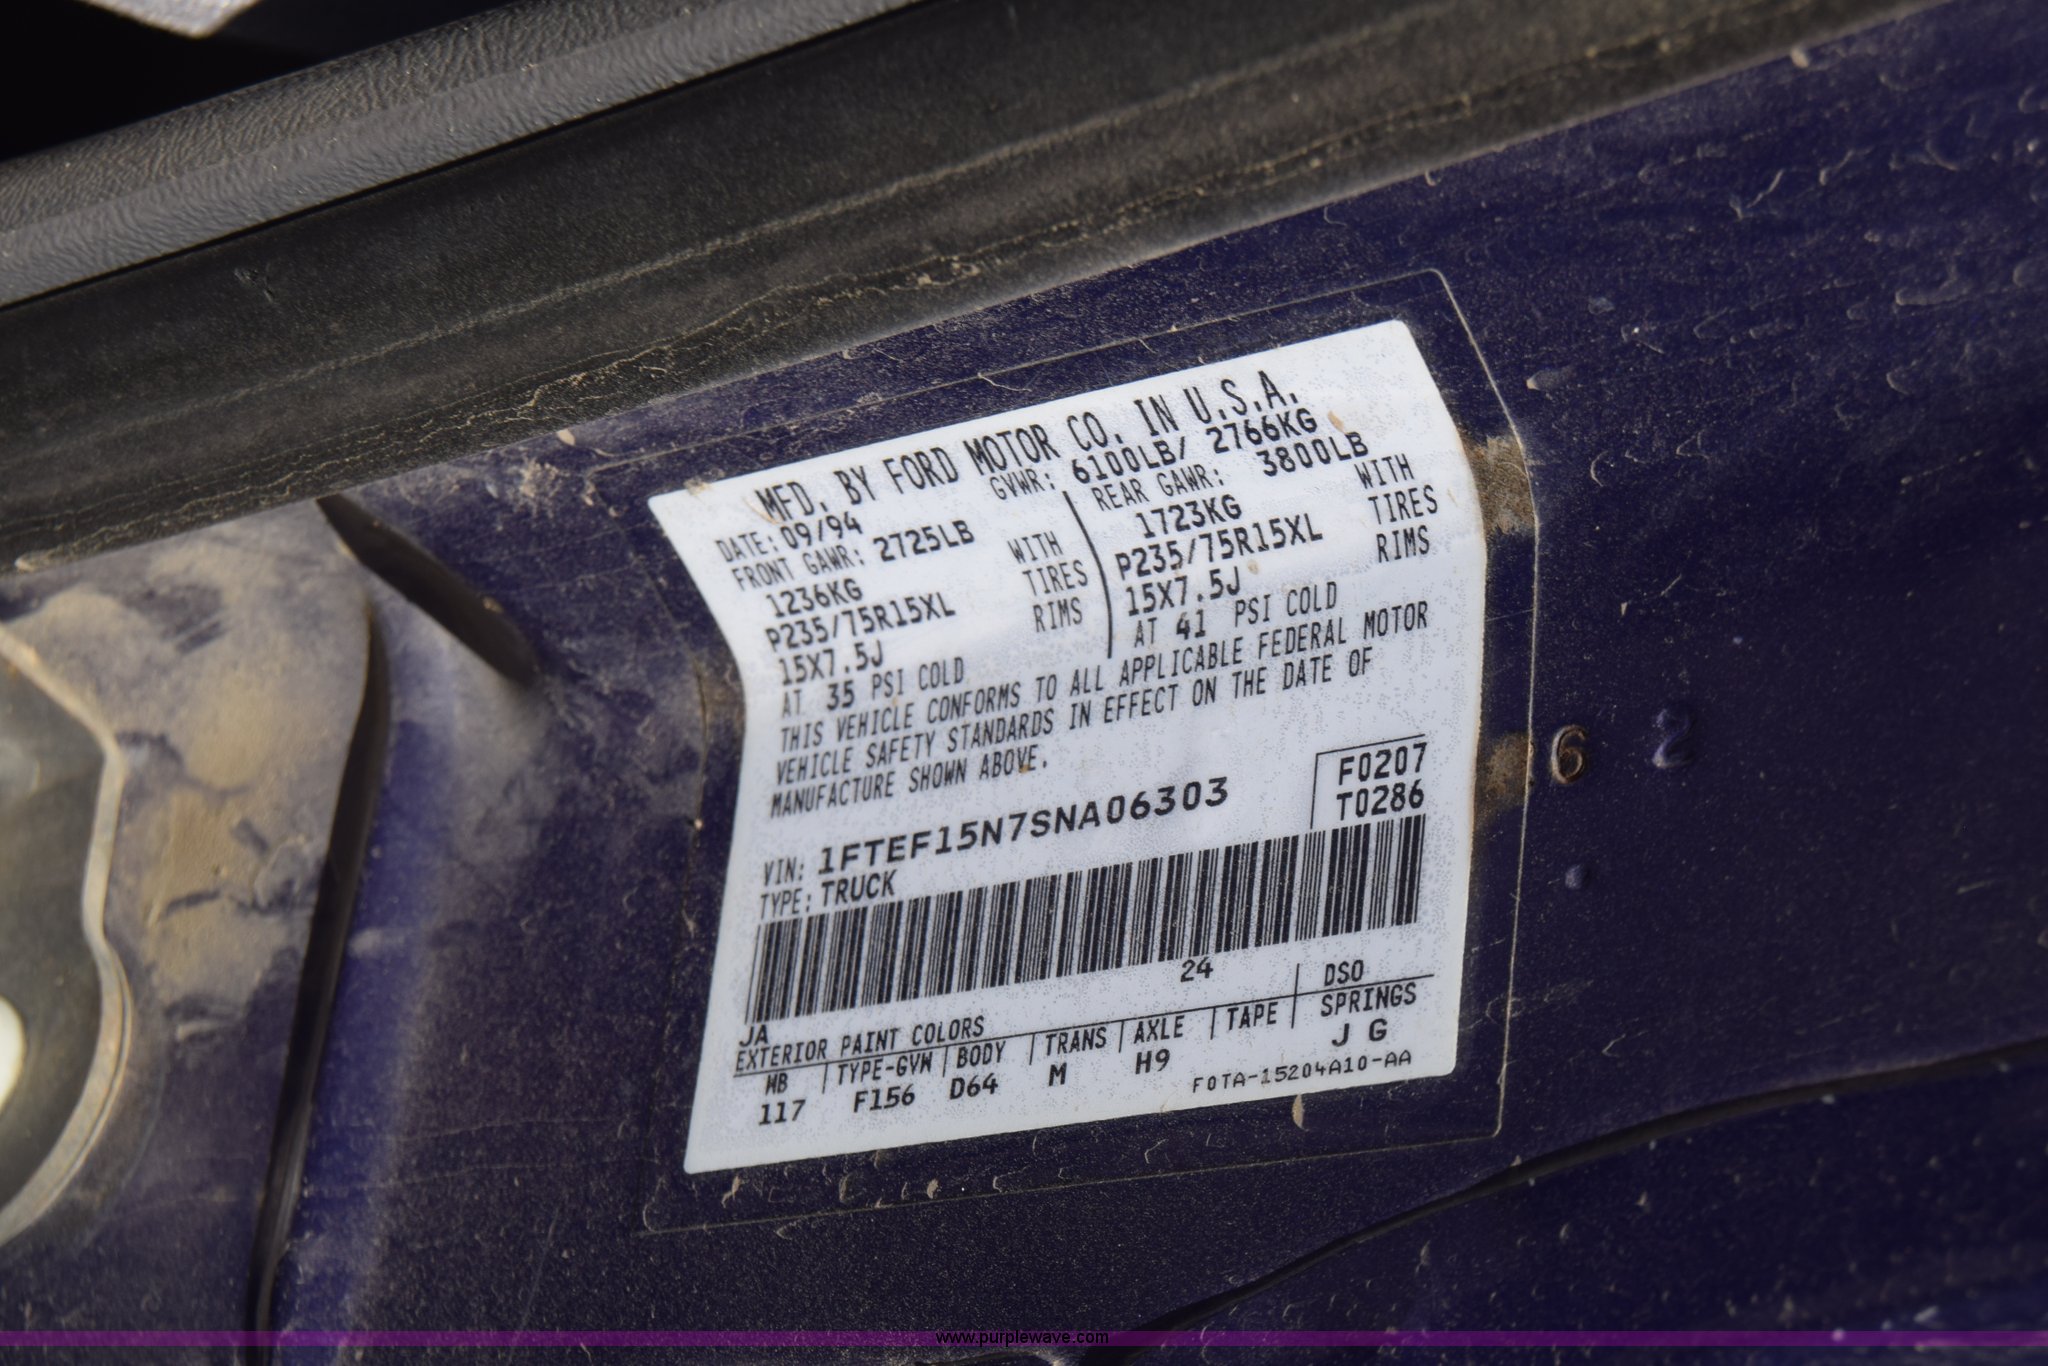 MFD. BY FORD MOTOR CO. IN U.S.A.
DATE: 09/94 GVWR: 6100LB/ 2766KG
FRONT GAWR: 2725LB REAR GAWR: 3800LB
1236KG WITH 1723KG WITH
P235/75R15XL TIRES P235/75R15XL TIRES
15X7.5J RIMS 15X7.5J RIMS
AT 35 PSI COLD AT 41 PSI COLD
THIS VEHICLE CONFORMS TO ALL APPLICABLE FEDERAL MOTOR
VEHICLE SAFETY STANDARDS IN EFFECT ON THE DATE OF
MANUFACTURE SHOWN ABOVE.
F0207
VIN: 1FTEF15N7SNA06303 T0286
TYPE: TRUCK
24
JA DSO
EXTERIOR PAINT COLORS
WB TYPE-GVW BODY TRANS AXLE TAPE SPRINGS
117 F156 D64 M H9 J G
F0TA-15204A10-AA
6 2
www.purplewave.com